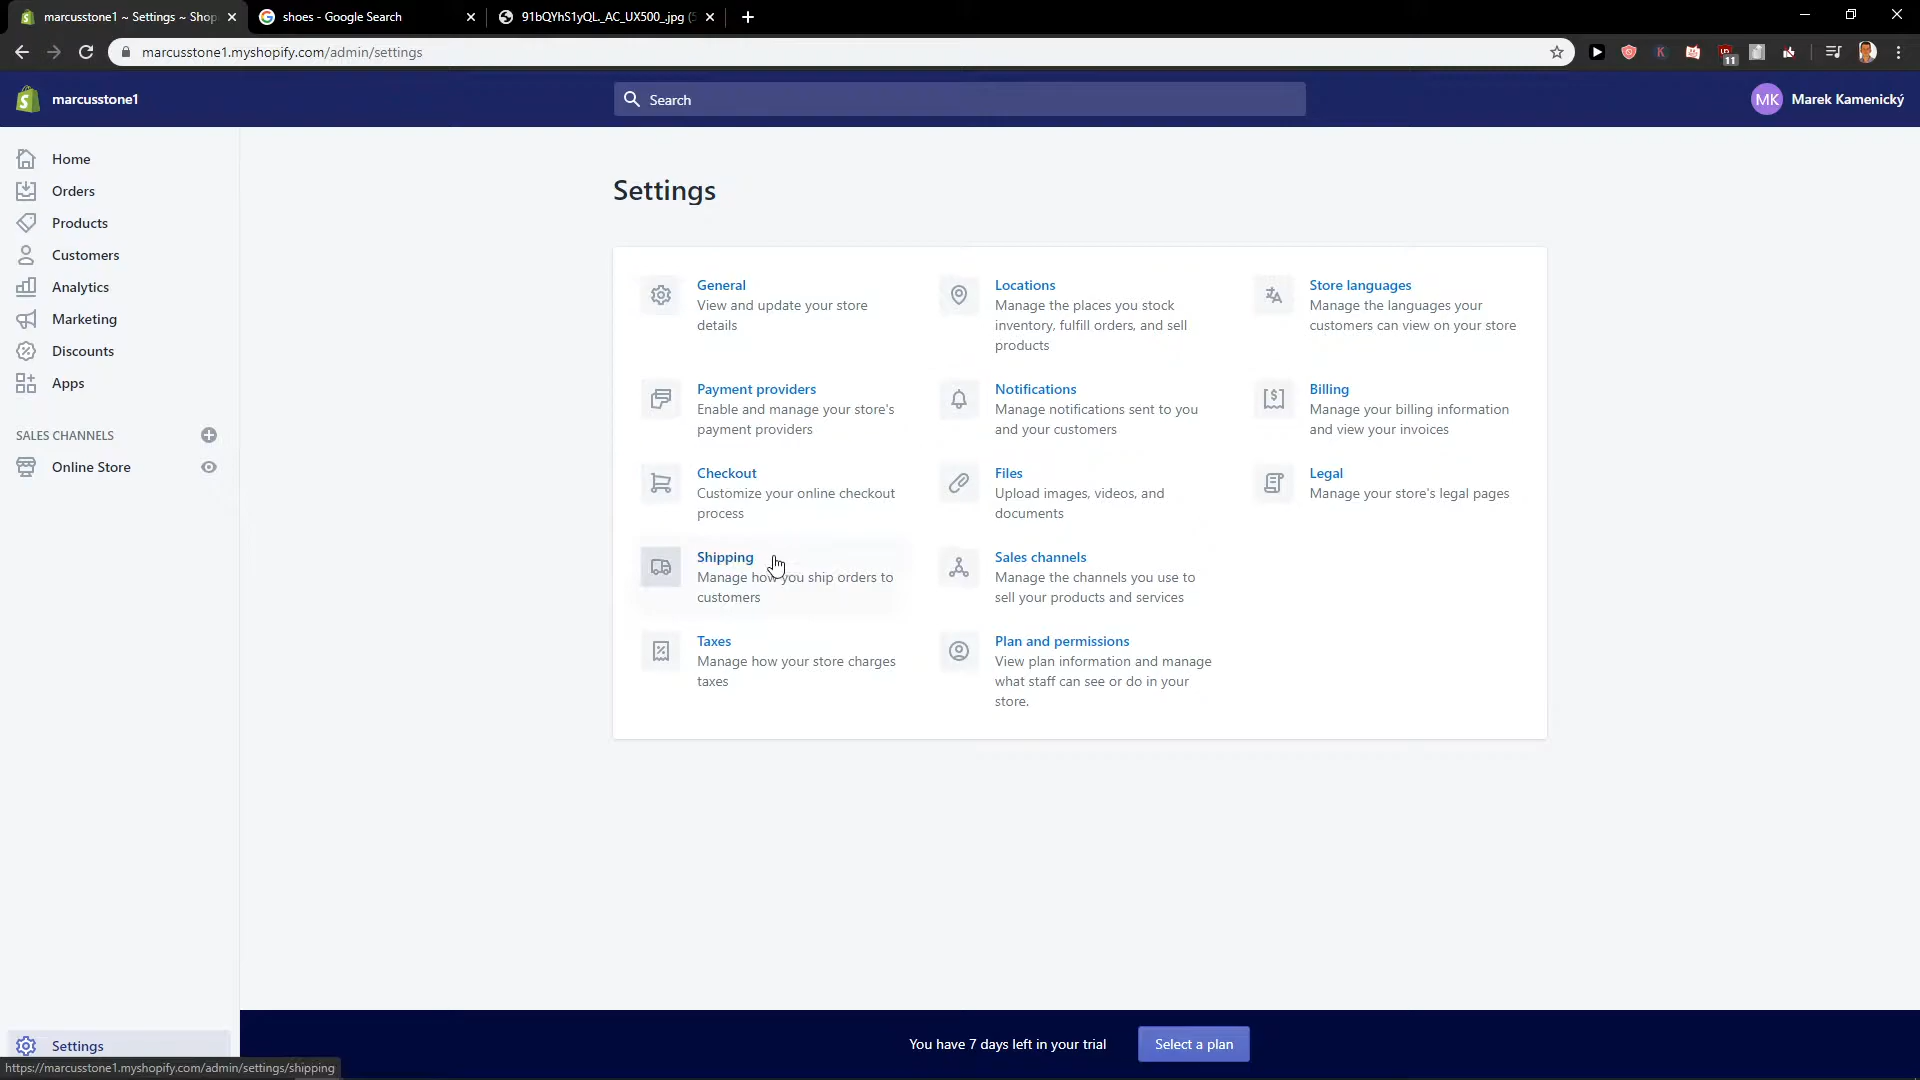 marcusstone1 ~ Settings ~ Shop
shoes - Google Search
91bQYhS1yQL._AC_UX500_.jpg (5
marcusstone1.myshopify.com/admin/settings
11
marcusstone1
Search
MK
Marek Kamenický
Home
Orders
Products
Customers
Analytics
Marketing
Discounts
Apps
SALES CHANNELS
Online Store
Settings
Settings
General
View and update your store
details
Locations
Manage the places you stock
inventory, fulfill orders, and sell
products
Store languages
Manage the languages your
customers can view on your store
Payment providers
Enable and manage your store's
payment providers
Notifications
Manage notifications sent to you
and your customers
Billing
Manage your billing information
and view your invoices
Checkout
Customize your online checkout
process
Files
Upload images, videos, and
documents
Legal
Manage your store's legal pages
Shipping
Manage how you ship orders to
customers
Sales channels
Manage the channels you use to
sell your products and services
Taxes
Manage how your store charges
taxes
Plan and permissions
View plan information and manage
what staff can see or do in your
store.
You have 7 days left in your trial
Select a plan
https://marcusstone1.myshopify.com/admin/settings/shipping